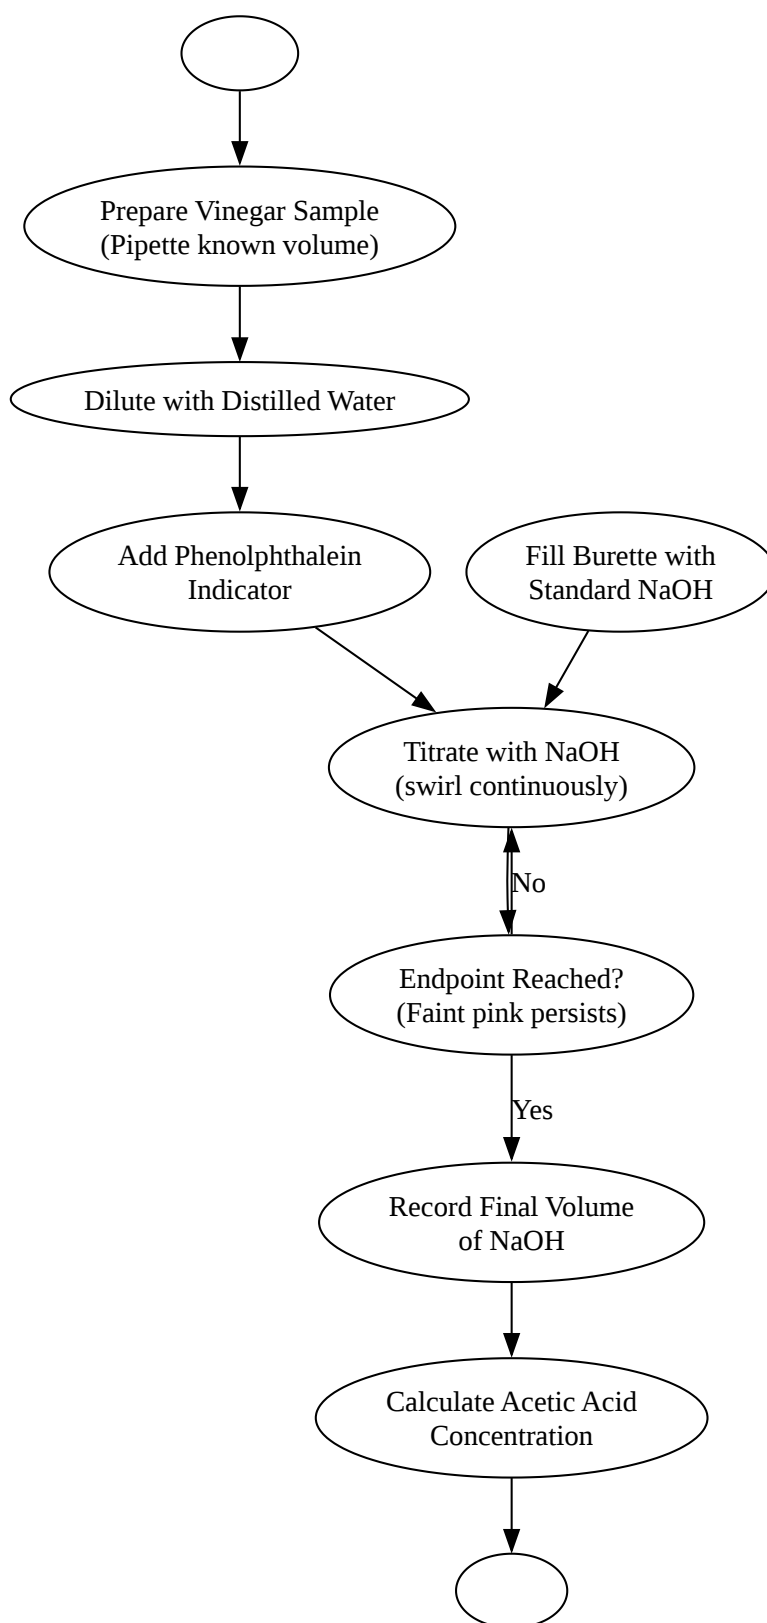 Prepare Vinegar Sample
(Pipette known volume)
Dilute with Distilled Water
Add Phenolphthalein
Indicator
Fill Burette with
Standard NaOH
Titrate with NaOH
(swirl continuously)
No
Endpoint Reached?
(Faint pink persists)
Yes
Record Final Volume
of NaOH
Calculate Acetic Acid
Concentration